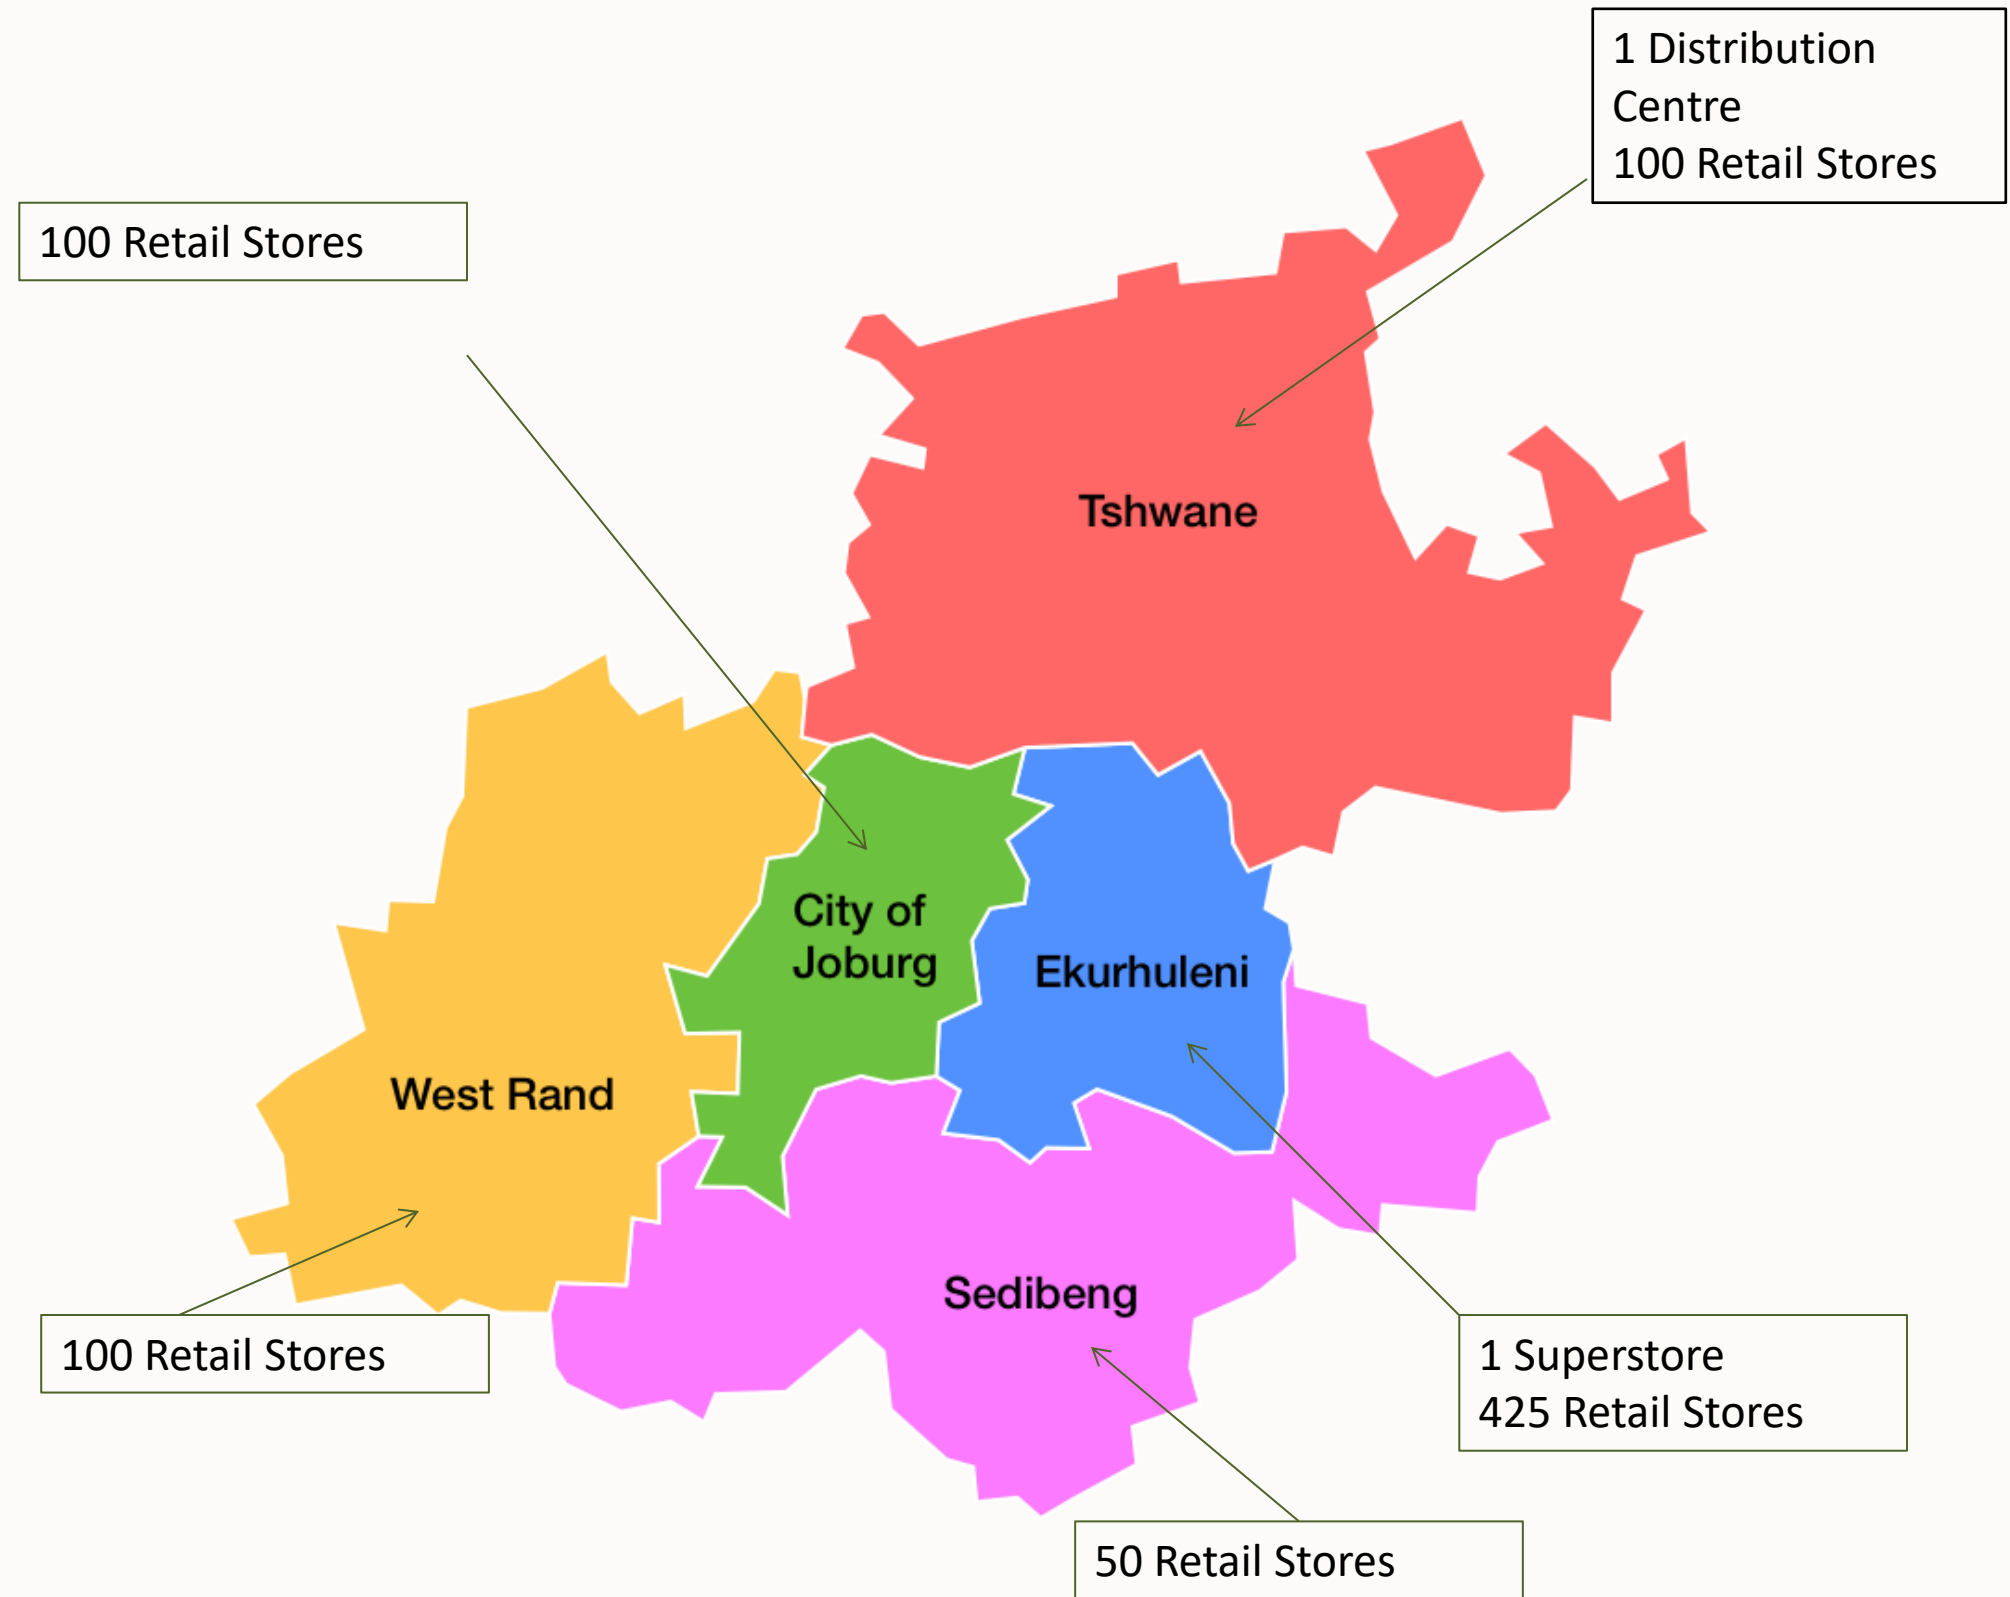 1 Distribution
Centre
100 Retail Stores
100 Retail Stores
Tshwane
City of
Joburg
Ekurhuleni
West Rand
Sedibeng
100 Retail Stores
1 Superstore
425 Retail Stores
50 Retail Stores